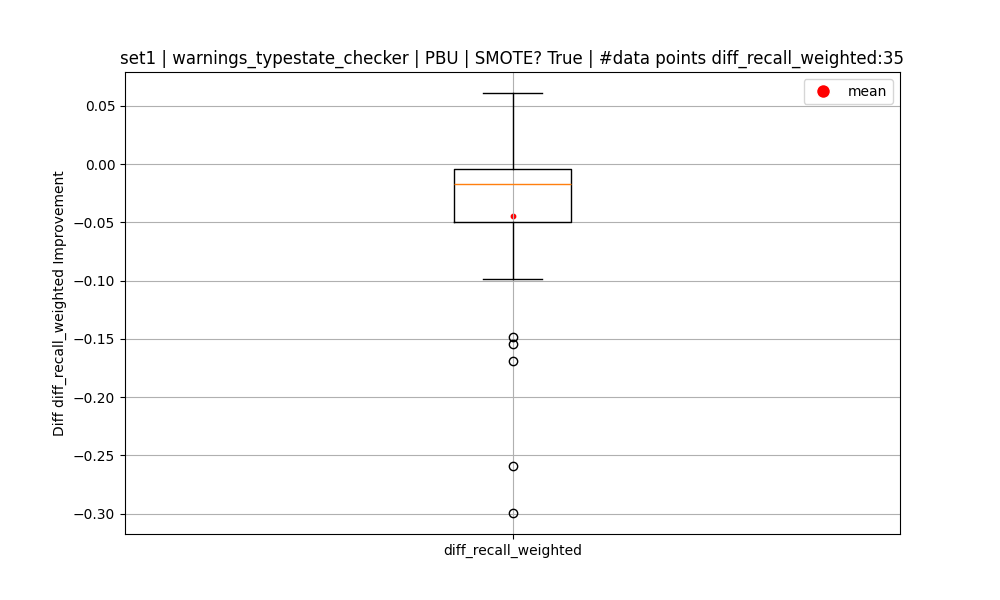 set1 | warnings_typestate_checker | PBU | SMOTE? True | #data points diff_recall_weighted:35
mean
Diff diff_recall_weighted Improvement
0.05
0.00
−0.05
−0.10
−0.15
−0.20
−0.25
−0.30
diff_recall_weighted